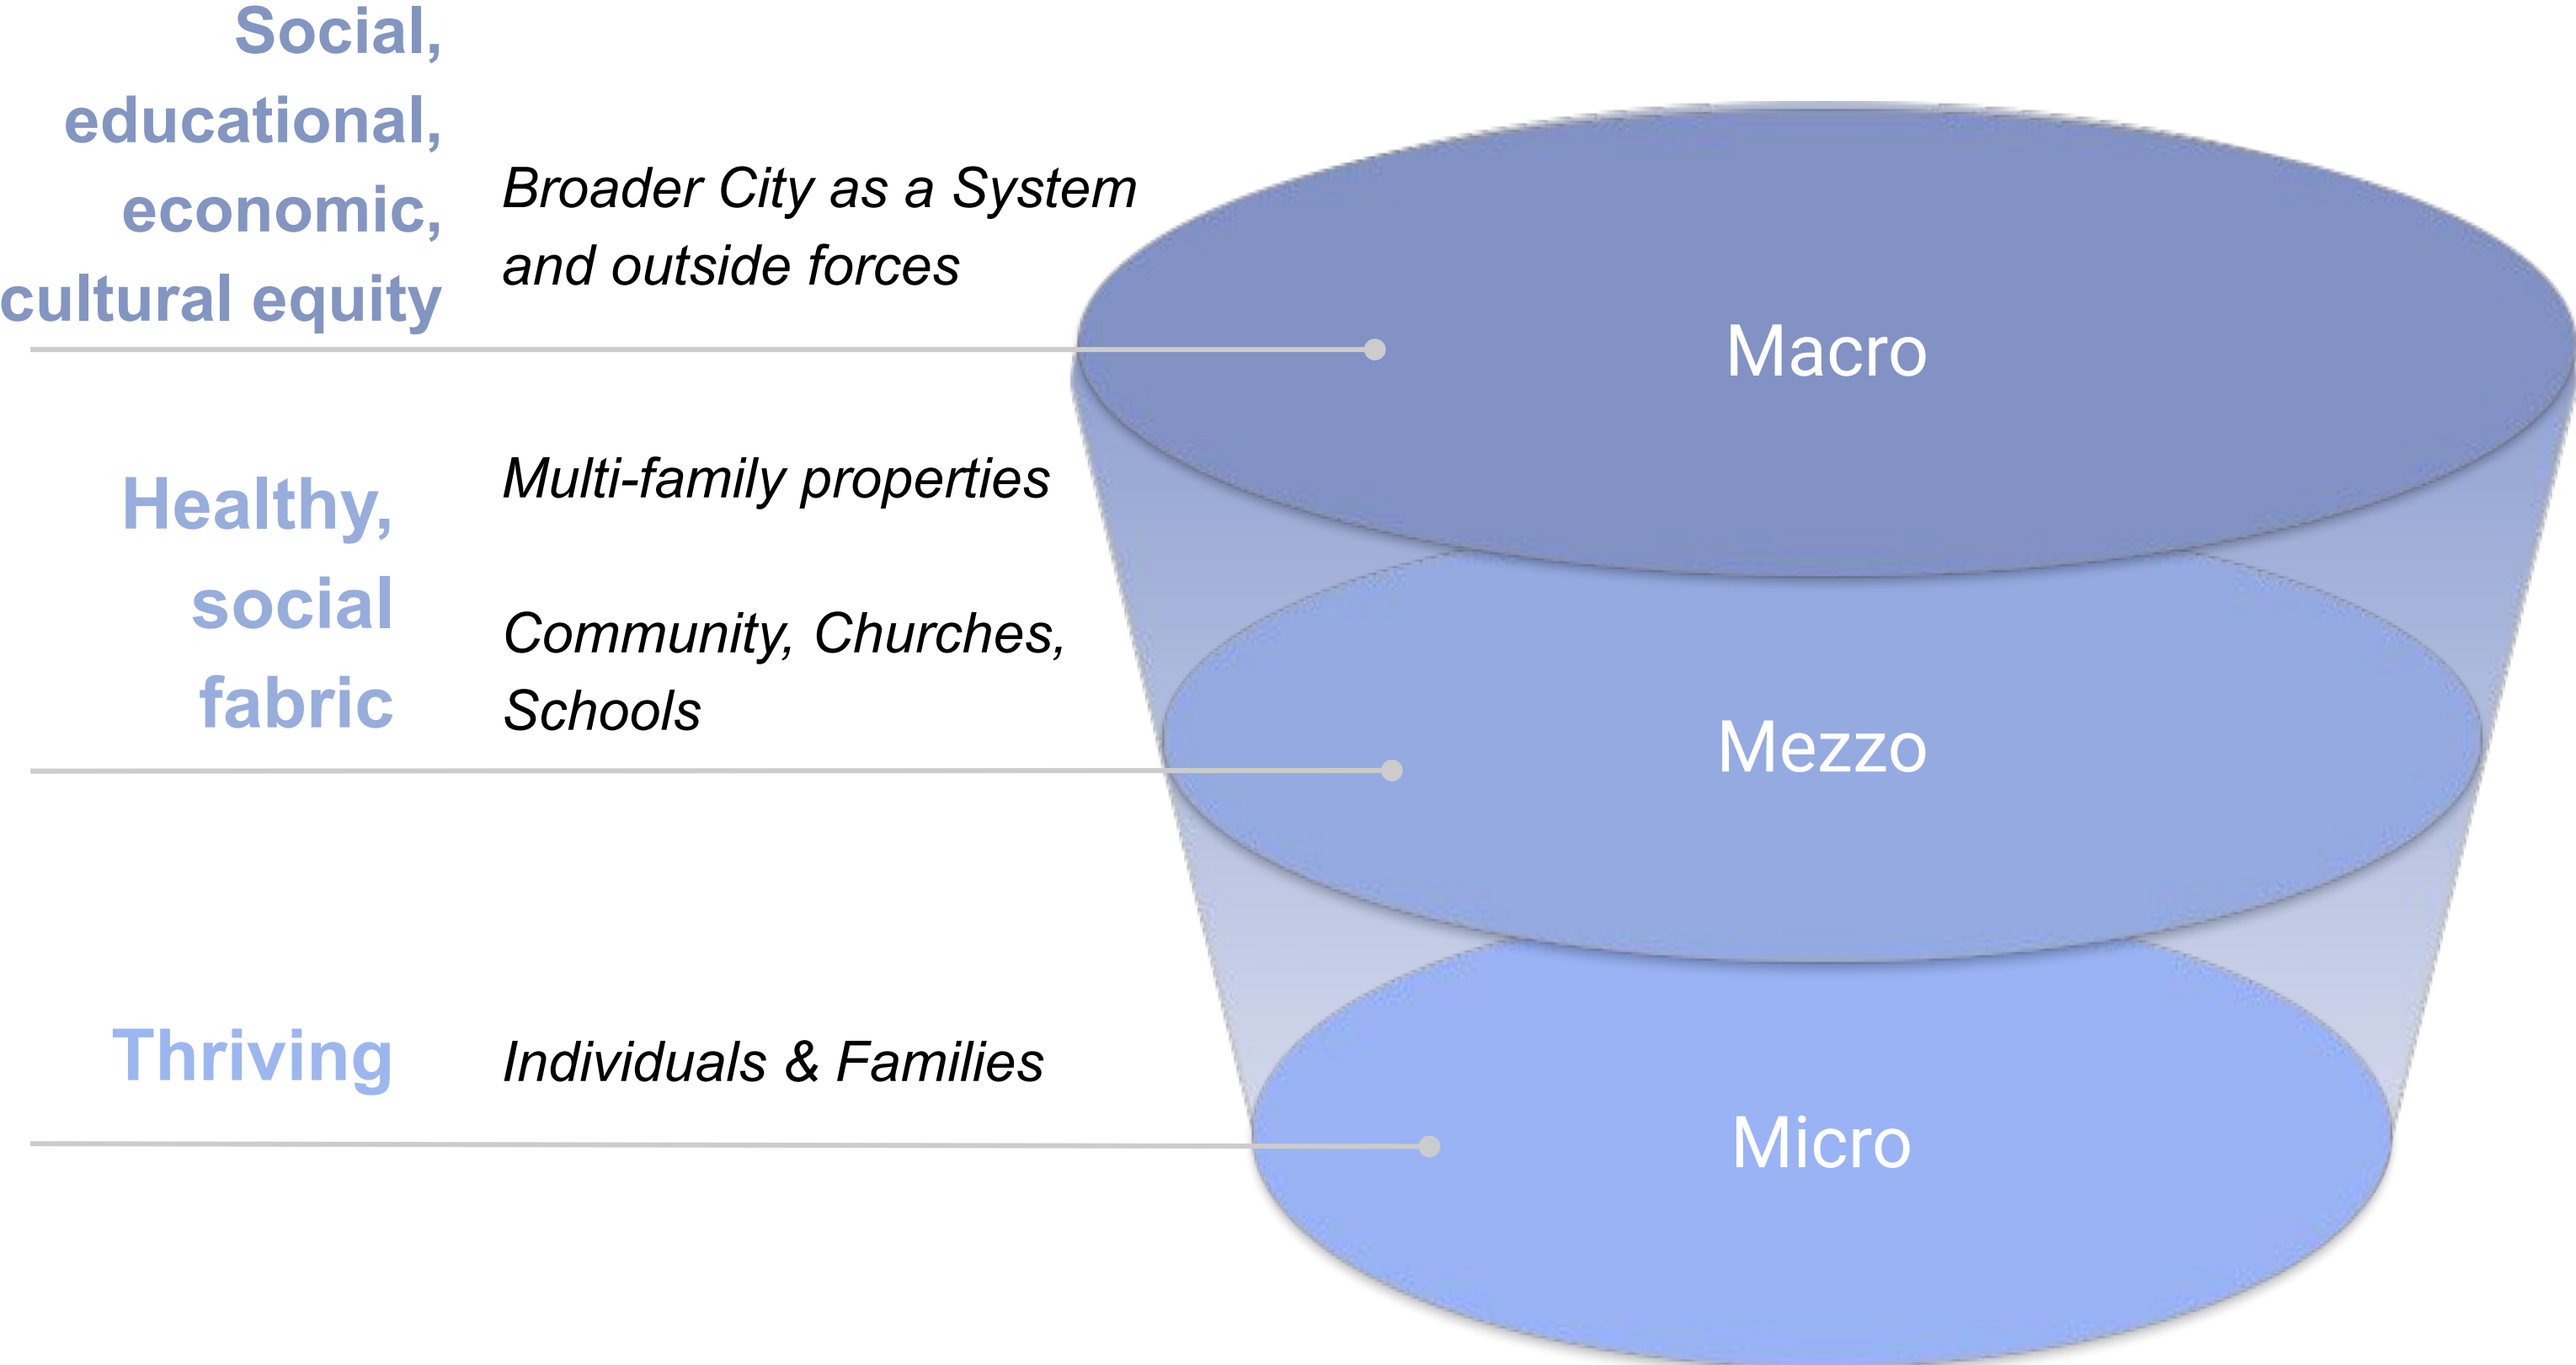 Social,
educational,
economic,
cultural equity
Broader City as a System
and outside forces
Macro
Healthy,
social
fabric
Multi-family properties
Community, Churches,
Schools
Mezzo
Thriving
Individuals & Families
Micro